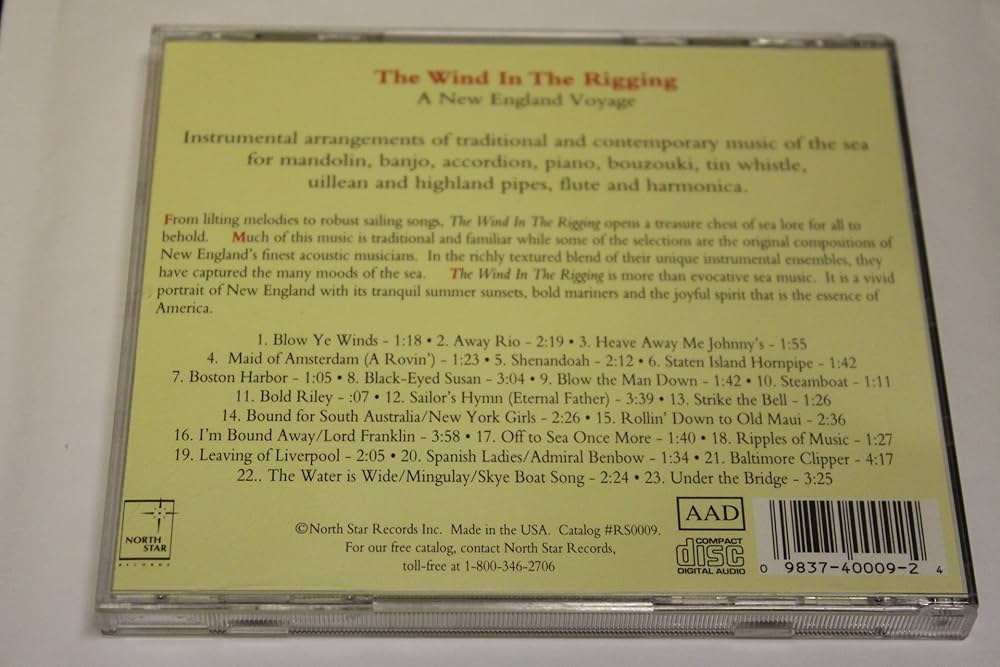 The Wind In The Rigging
A New England Voyage
Instrumental arrangements of traditional and contemporary music of the sea
for mandolin, banjo, accordion, piano, bouzouki, tin whistle,
uillean and highland pipes, flute and harmonica.
From lilting melodies to robust sailing songs, The Wind In The Rigging opens a treasure chest of sea lore for all to
behold. Much of this music is traditional and familiar while some of the selections are the original compositions of
New England's finest acoustic musicians. In the richly textured blend of their unique instrumental ensembles, they
have captured the many moods of the sea. The Wind In The Rigging is more than evocative sea music. It is a vivid
portrait of New England with its tranquil summer sunsets, bold mariners and the joyful spirit that is the essence of
America.
1. Blow Ye Winds - 1:18 • 2. Away Rio - 2:19 • 3. Heave Away Me Johnny's - 1:55
4. Maid of Amsterdam (A Rovin') - 1:23 • 5. Shenandoah - 2:12 • 6. Staten Island Hornpipe - 1:42
7. Boston Harbor - 1:05 • 8. Black-Eyed Susan - 3:04 • 9. Blow the Man Down - 1:42 • 10. Steamboat - 1:11
11. Bold Riley - :07 • 12. Sailor's Hymn (Eternal Father) - 3:39 • 13. Strike the Bell - 1:26
14. Bound for South Australia/New York Girls - 2:26 • 15. Rollin' Down to Old Maui - 2:36
16. I'm Bound Away/Lord Franklin - 3:58 • 17. Off to Sea Once More - 1:40 • 18. Ripples of Music - 1:27
19. Leaving of Liverpool - 2:05 • 20. Spanish Ladies/Admiral Benbow - 1:34 • 21. Baltimore Clipper - 4:17
22.. The Water is Wide/Mingulay/Skye Boat Song - 2:24 • 23. Under the Bridge - 3:25
NORTH
STAR
RECORDS
©North Star Records Inc. Made in the USA. Catalog #RS0009.
For our free catalog, contact North Star Records,
toll-free at 1-800-346-2706
AAD
COMPACT
disc
DIGITAL AUDIO
0 9837-40009-2 4